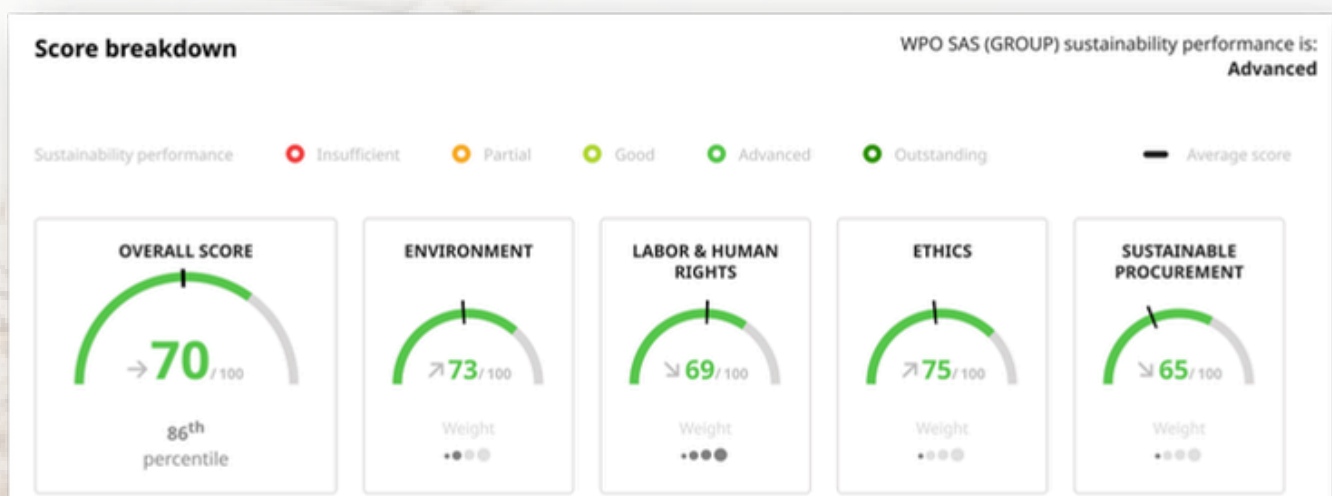 Score breakdown
WPO SAS (GROUP) sustainability performance is:
Advanced
Sustainability performance Insufficient Partial Good Advanced Outstanding Average score
OVERALL SCORE
→70/100
86th
percentile
ENVIRONMENT
↗73/100
Weight
LABOR & HUMAN
RIGHTS
↘69/100
Weight
ETHICS
↗75/100
Weight
SUSTAINABLE
PROCUREMENT
↘65/100
Weight